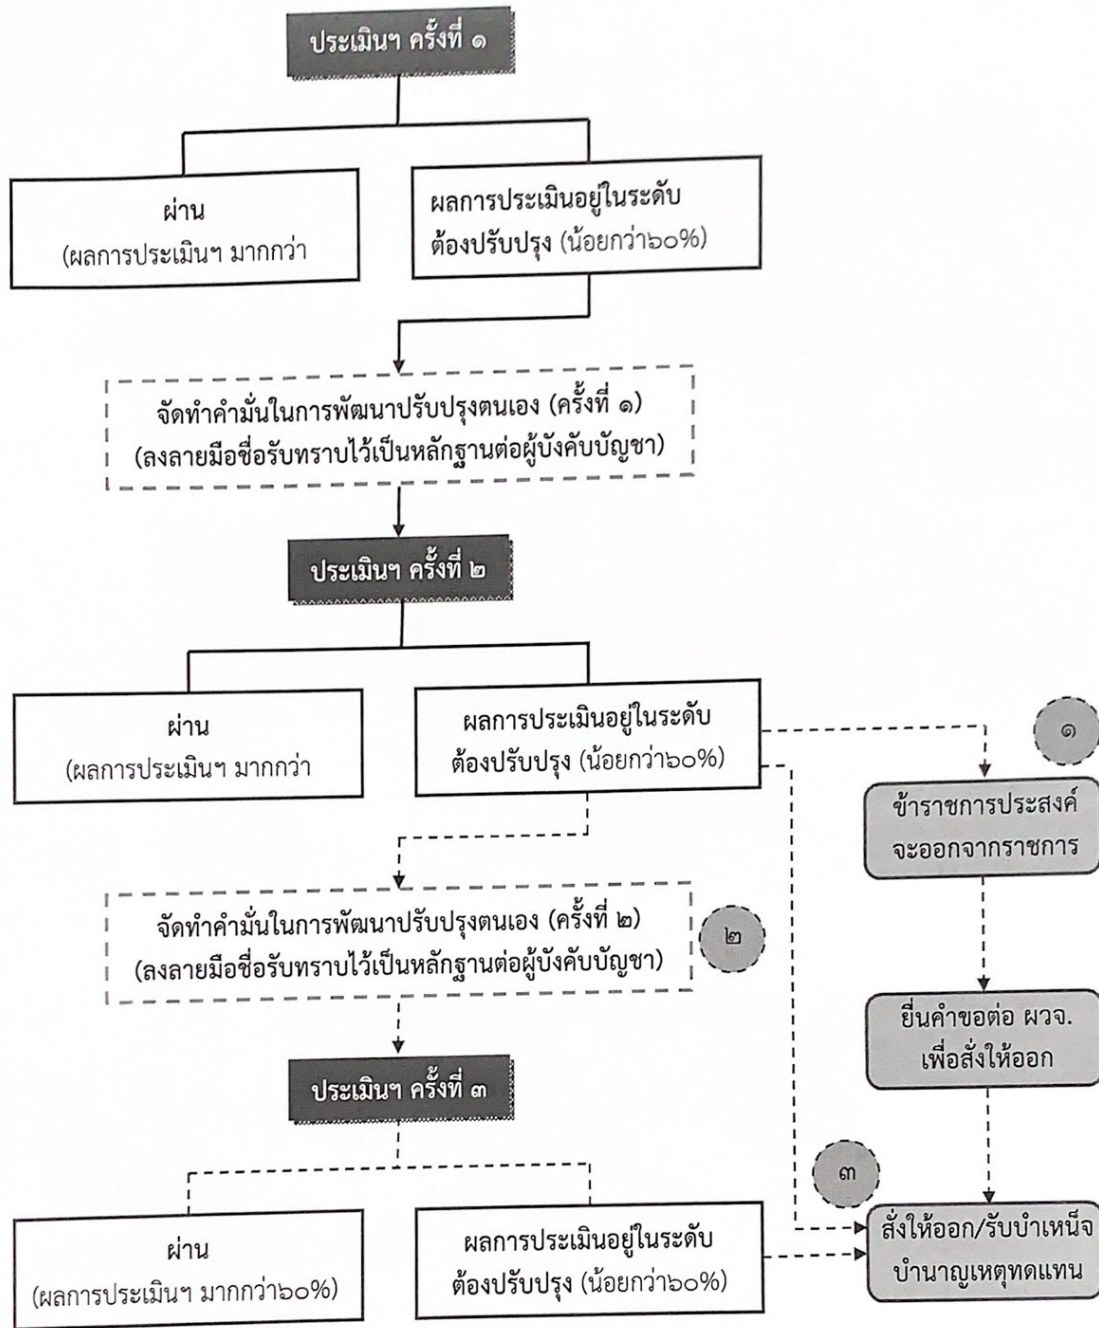 ประเมินฯ ครั้งที่ ๑
ผ่าน
(ผลการประเมินฯ มากกว่า
ผลการประเมินอยู่ในระดับ
ต้องปรับปรุง (น้อยกว่า๖๐%)
จัดทำคำมั่นในการพัฒนาปรับปรุงตนเอง (ครั้งที่ ๑)
(ลงลายมือชื่อรับทราบไว้เป็นหลักฐานต่อผู้บังคับบัญชา)
ประเมินฯ ครั้งที่ ๒
ผ่าน
(ผลการประเมินฯ มากกว่า
ผลการประเมินอยู่ในระดับ
ต้องปรับปรุง (น้อยกว่า๖๐%)
๑
ข้าราชการประสงค์
จะออกจากราชการ
จัดทำคำมั่นในการพัฒนาปรับปรุงตนเอง (ครั้งที่ ๒)
(ลงลายมือชื่อรับทราบไว้เป็นหลักฐานต่อผู้บังคับบัญชา)
๒
ยื่นคำขอต่อ ผวจ.
เพื่อสั่งให้ออก
ประเมินฯ ครั้งที่ ๓
๓
ผ่าน
(ผลการประเมินฯ มากกว่า๖๐%)
ผลการประเมินอยู่ในระดับ
ต้องปรับปรุง (น้อยกว่า๖๐%)
สั่งให้ออก/รับบำเหน็จ
บำนาญเหตุทดแทน